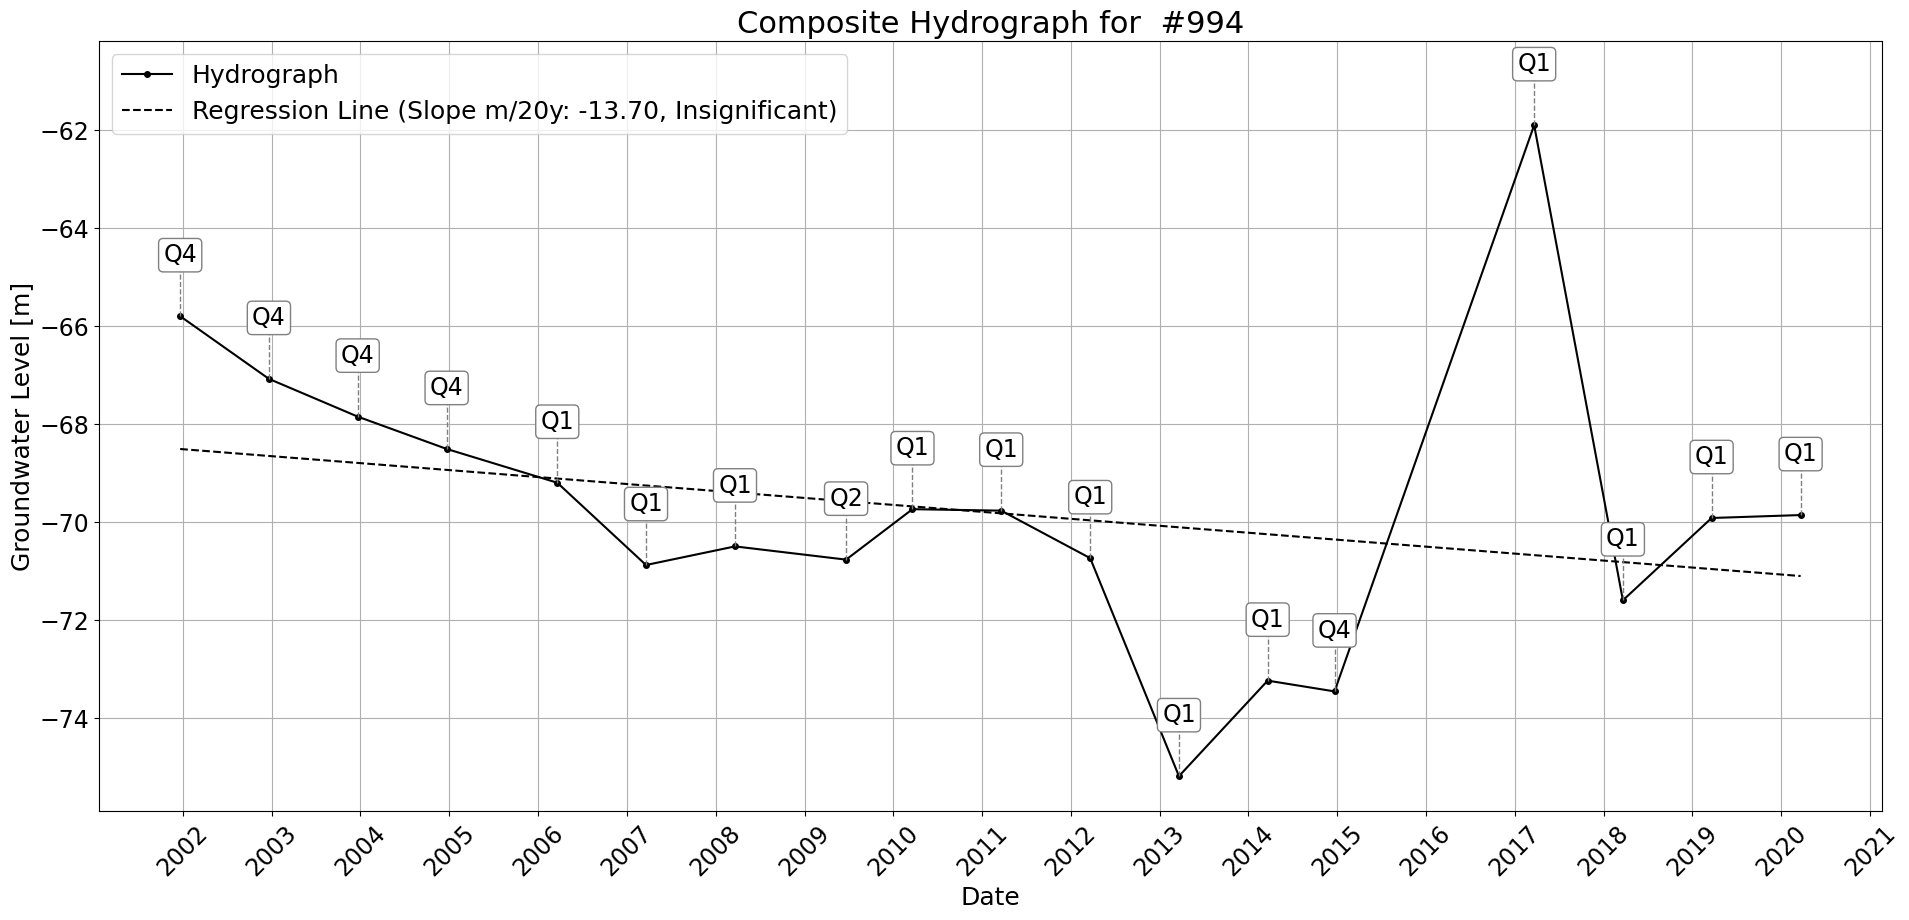 Composite Hydrograph for  #994
Hydrograph
Regression Line (Slope m/20y: -13.70, Insignificant)
Groundwater Level [m]
−62
−64
−66
−68
−70
−72
−74
Q4
Q4
Q4
Q4
Q1
Q1
Q1
Q2
Q1
Q1
Q1
Q1
Q1
Q4
Q1
Q1
Q1
Q1
2002
2003
2004
2005
2006
2007
2008
2009
2010
2011
2012
2013
2014
2015
2016
2017
2018
2019
2020
2021
Date